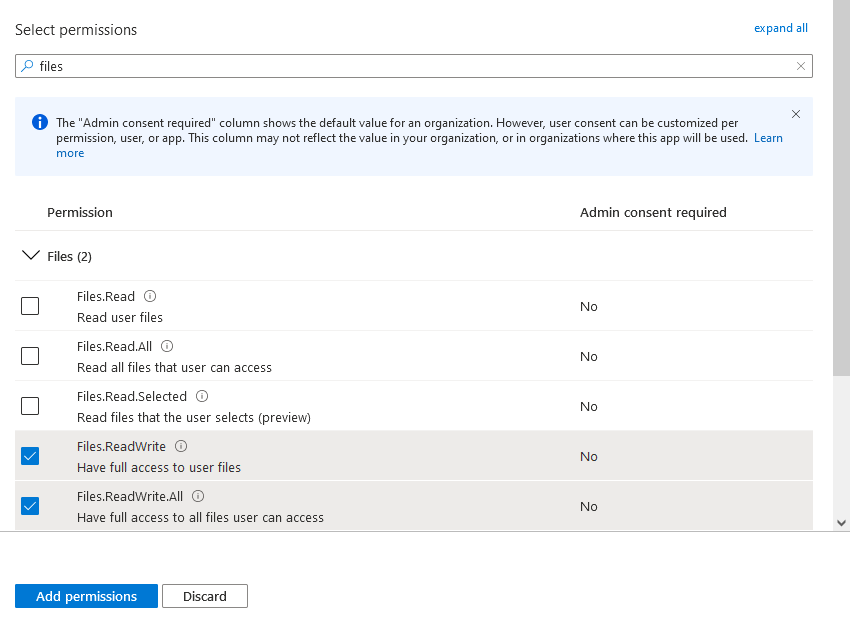 Select permissions
expand all
files
The "Admin consent required" column shows the default value for an organization. However, user consent can be customized per
permission, user, or app. This column may not reflect the value in your organization, or in organizations where this app will be used. Learn
more
Permission Admin consent required
Files (2)
Files.Read
Read user files
No
Files.Read.All
Read all files that user can access
No
Files.Read.Selected
Read files that the user selects (preview)
No
Files.ReadWrite
Have full access to user files
No
Files.ReadWrite.All
Have full access to all files user can access
No
Add permissions Discard